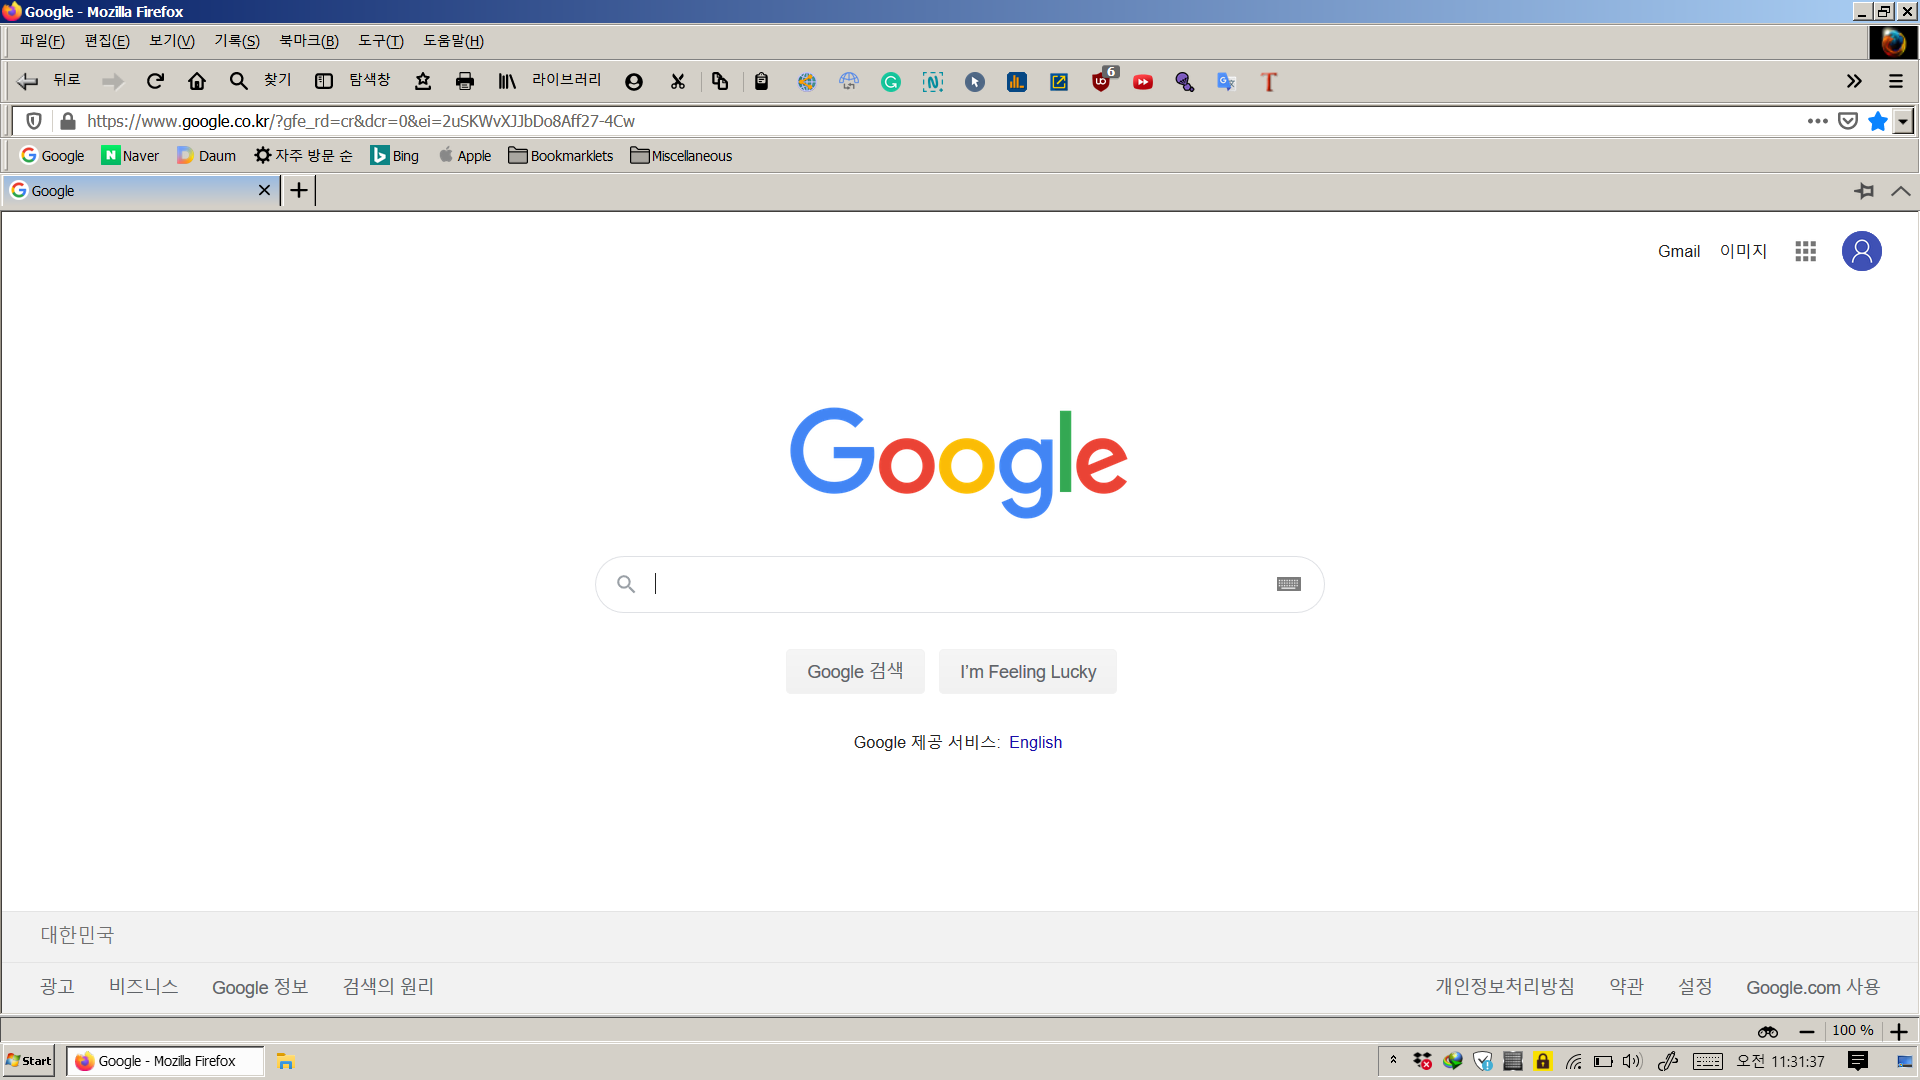 Google - Mozilla Firefox
파일(F) 편집(E) 보기(V) 기록(S) 북마크(B) 도구(T) 도움말(H)
뒤로 찾기 탐색창 라이브러리 6
https://www.google.co.kr/?gfe_rd=cr&dcr=0&ei=2uSKWvXJJbDo8Aff27-4Cw
Google Naver Daum 자주 방문 순 Bing Apple Bookmarklets Miscellaneous
Google
Gmail 이미지
Google
Google 검색 I'm Feeling Lucky
Google 제공 서비스: English
대한민국
광고 비즈니스 Google 정보 검색의 원리 개인정보처리방침 약관 설정 Google.com 사용
100 %
Start Google - Mozilla Firefox 오전 11:31:37